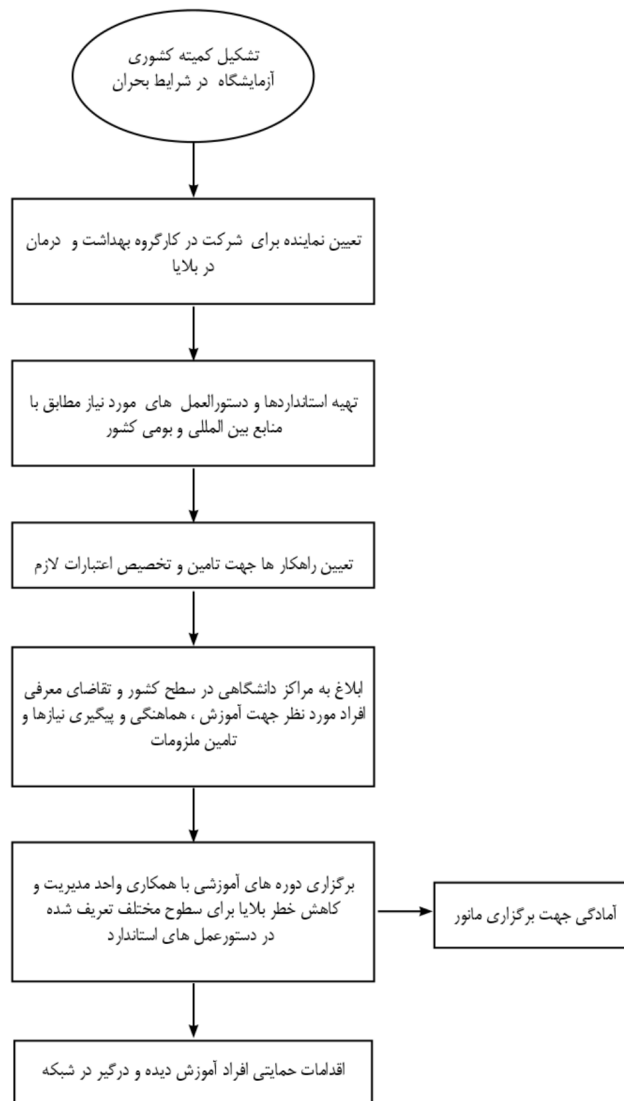 تشکیل کمیته کشوری
آزمایشگاه در شرایط بحران
تعیین نماینده برای شرکت در کارگروه بهداشت و درمان
در بلایا
تهیه استانداردها و دستورالعمل های مورد نیاز مطابق با
منابع بین المللی و بومی کشور
تعیین راهکار ها جهت تامین و تخصیص اعتبارات لازم
ابلاغ به مراکز دانشگاهی در سطح کشور و تقاضای معرفی
افراد مورد نظر جهت آموزش ، هماهنگی و پیگیری نیازها و
تامین ملزومات
برگزاری دوره های آموزشی با همکاری واحد مدیریت و
کاهش خطر بلایا برای سطوح مختلف تعریف شده
در دستورعمل های استاندارد
آمادگی جهت برگزاری مانور
اقدامات حمایتی افراد آموزش دیده و درگیر در شبکه